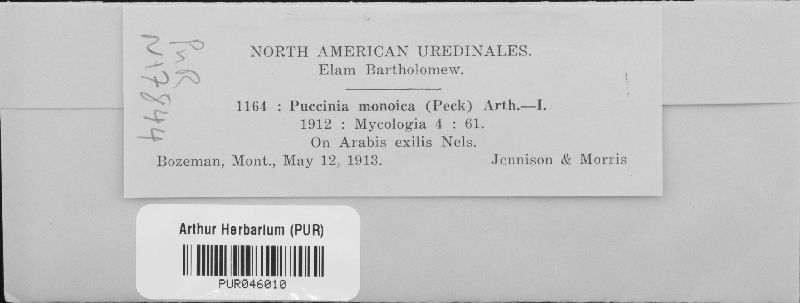 NORTH AMERICAN UREDINALES.
Elam Bartholomew.
1164 : Puccinia monoica (Peck) Arth.—I.
1912 : Mycologia 4 : 61.
On Arabis exilis Nels.
Bozeman, Mont., May 12, 1913. Jennison & Morris
PUR
N17844
Arthur Herbarium (PUR)
PUR046010